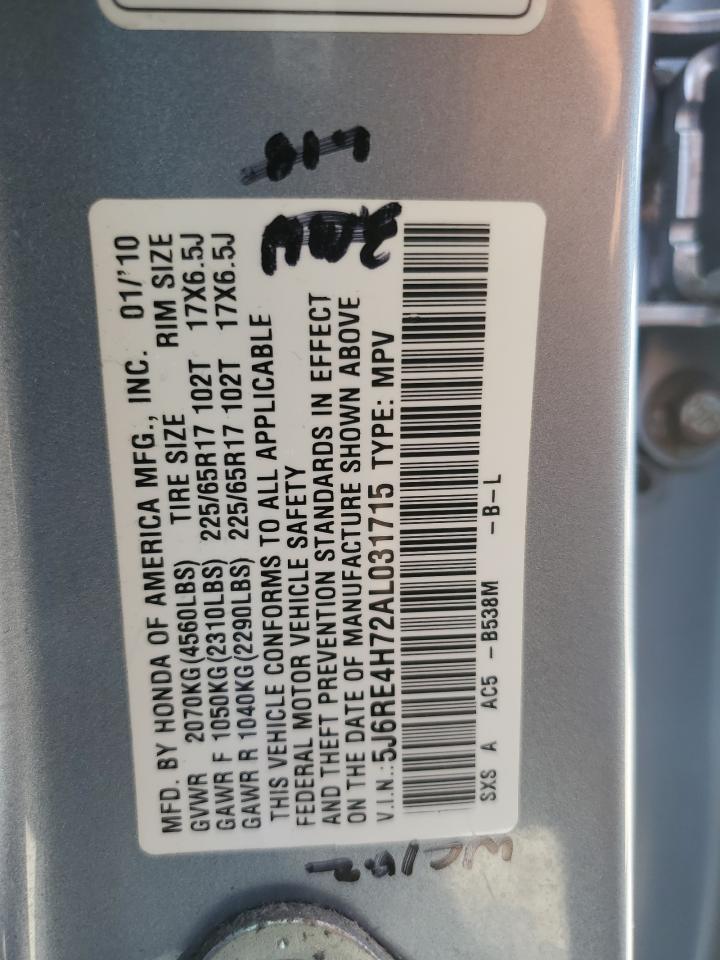 MFD. BY HONDA OF AMERICA MFG., INC. 01/'10
GVWR 2070KG(4560LBS) TIRE SIZE RIM SIZE
GAWR F 1050KG(2310LBS) 225/65R17 102T 17X6.5J
GAWR R 1040KG(2290LBS) 225/65R17 102T 17X6.5J
THIS VEHICLE CONFORMS TO ALL APPLICABLE
FEDERAL MOTOR VEHICLE SAFETY
AND THEFT PREVENTION STANDARDS IN EFFECT
ON THE DATE OF MANUFACTURE SHOWN ABOVE
V.I.N.:5J6RE4H72AL031715 TYPE: MPV
SXS A AC5 -B538M -B-L